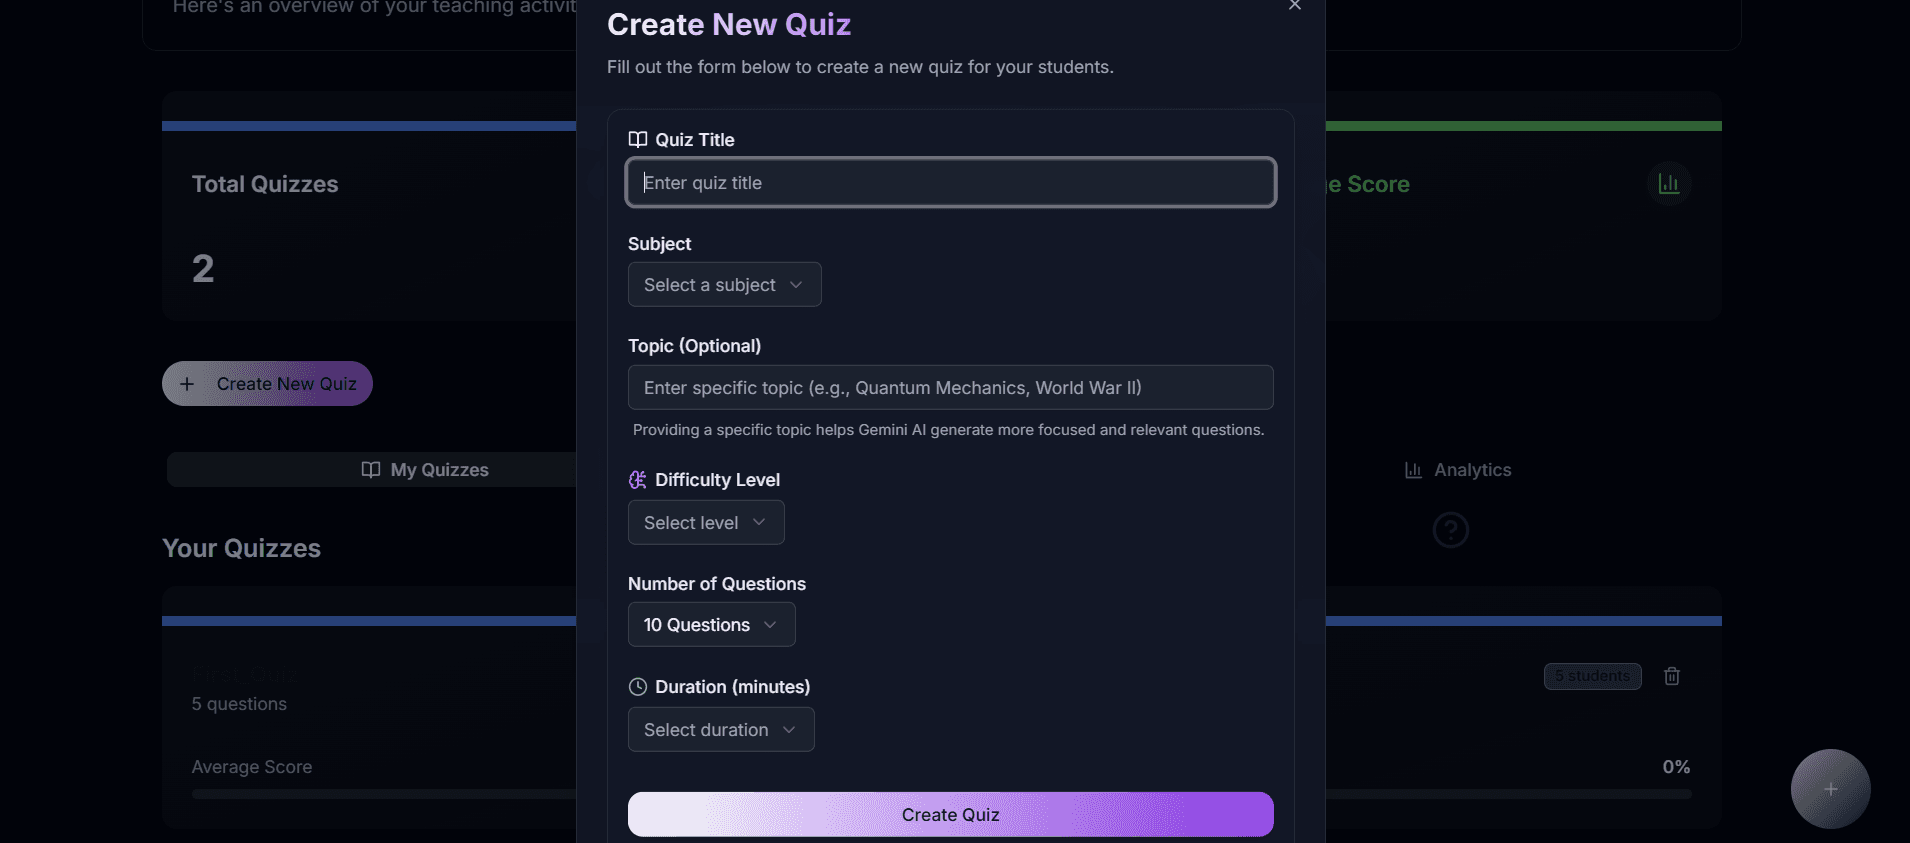 Here's an overview of your teaching activit
Create New Quiz
Fill out the form below to create a new quiz for your students.
Quiz Title
Enter quiz title
Subject
Select a subject
Topic (Optional)
Enter specific topic (e.g., Quantum Mechanics, World War II)
Providing a specific topic helps Gemini AI generate more focused and relevant questions.
Difficulty Level
Select level
Number of Questions
10 Questions
Duration (minutes)
Select duration
Create Quiz
Total Quizzes
2
e Score
Create New Quiz
My Quizzes
Analytics
Your Quizzes
First Quiz
5 questions
5 students
Average Score
0%